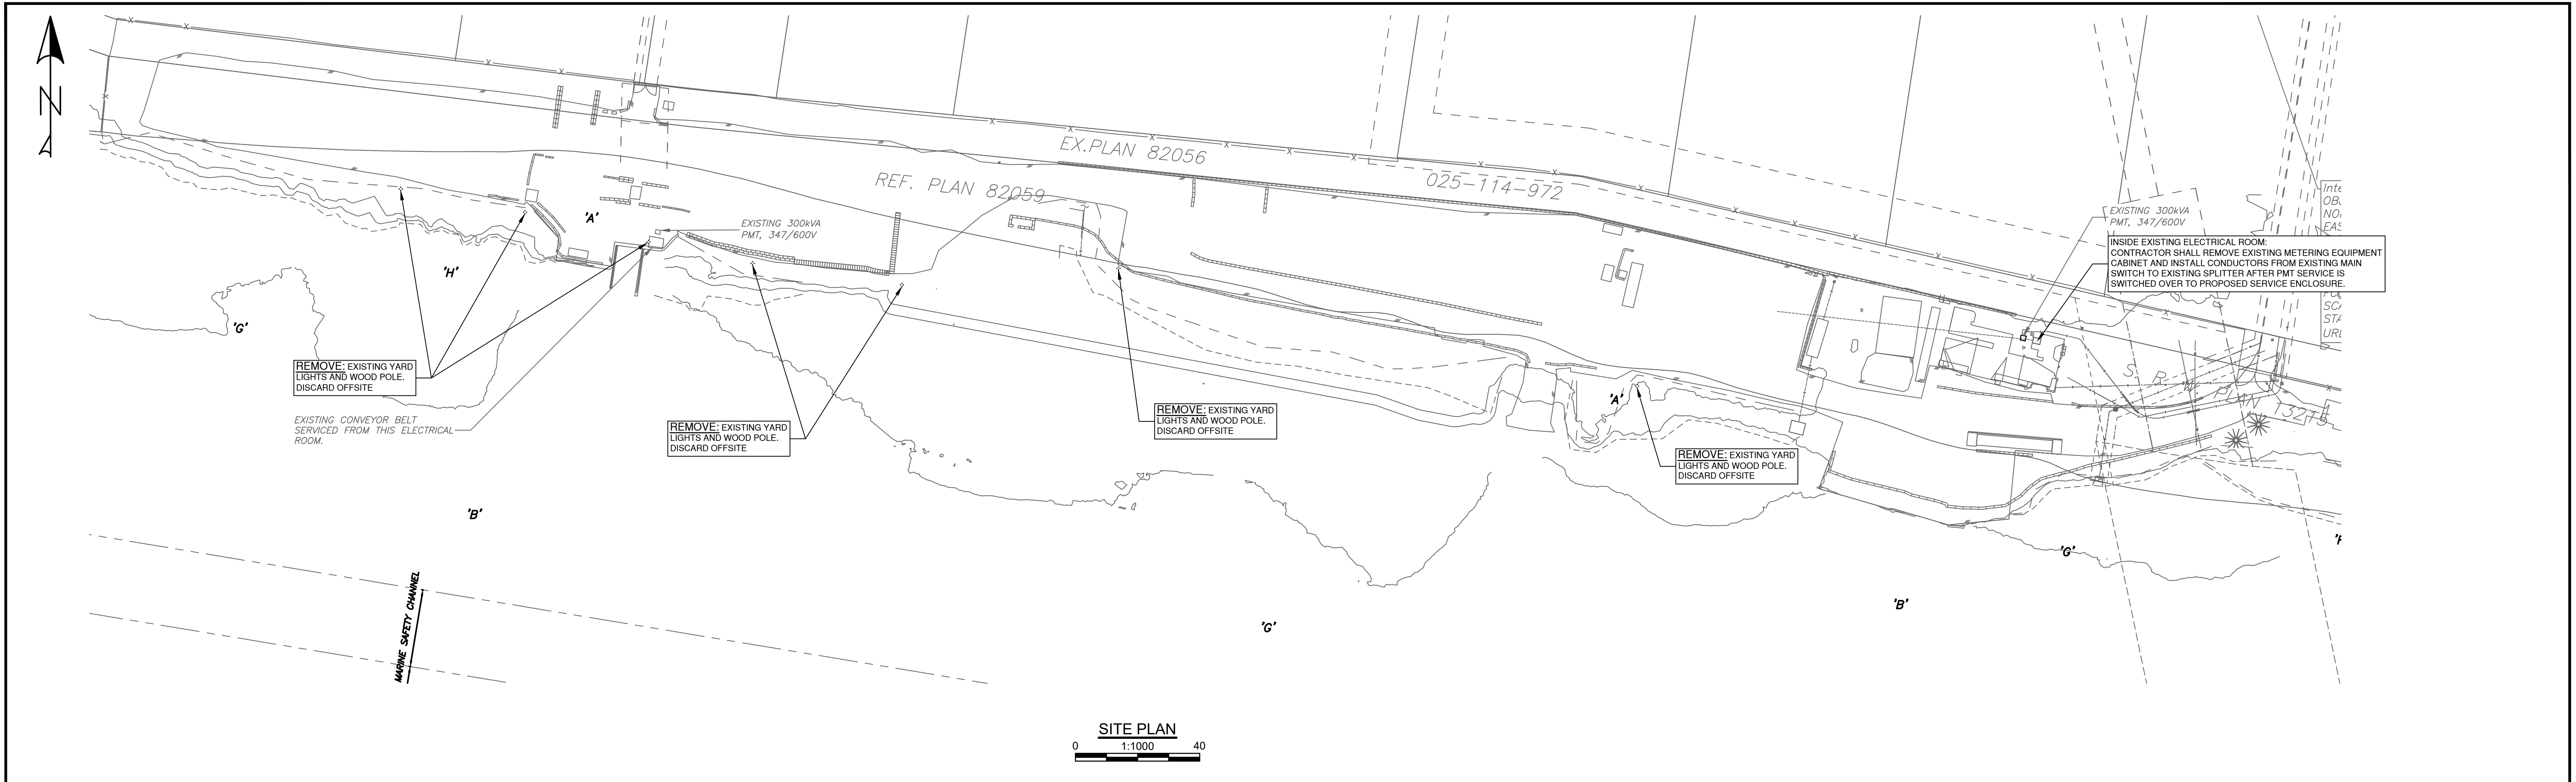 N
EX.PLAN 82056
REF. PLAN 82059
025-114-972
'A'
EXISTING 300kVA
PMT, 347/600V
'H'
'G'
REMOVE: EXISTING YARD
LIGHTS AND WOOD POLE.
DISCARD OFFSITE
EXISTING CONVEYOR BELT
SERVICED FROM THIS ELECTRICAL
ROOM.
REMOVE: EXISTING YARD
LIGHTS AND WOOD POLE.
DISCARD OFFSITE
REMOVE: EXISTING YARD
LIGHTS AND WOOD POLE.
DISCARD OFFSITE
'A'
REMOVE: EXISTING YARD
LIGHTS AND WOOD POLE.
DISCARD OFFSITE
EXISTING 300kVA
PMT, 347/600V
INSIDE EXISTING ELECTRICAL ROOM:
CONTRACTOR SHALL REMOVE EXISTING METERING EQUIPMENT
CABINET AND INSTALL CONDUCTORS FROM EXISTING MAIN
SWITCH TO EXISTING SPLITTER AFTER PMT SERVICE IS
SWITCHED OVER TO PROPOSED SERVICE ENCLOSURE.
Inte
EAS
STA
S. R. W. PLAN
'B'
'G'
'B'
'G'
MARINE SAFETY CHANNEL
SITE PLAN
0 1:1000 40